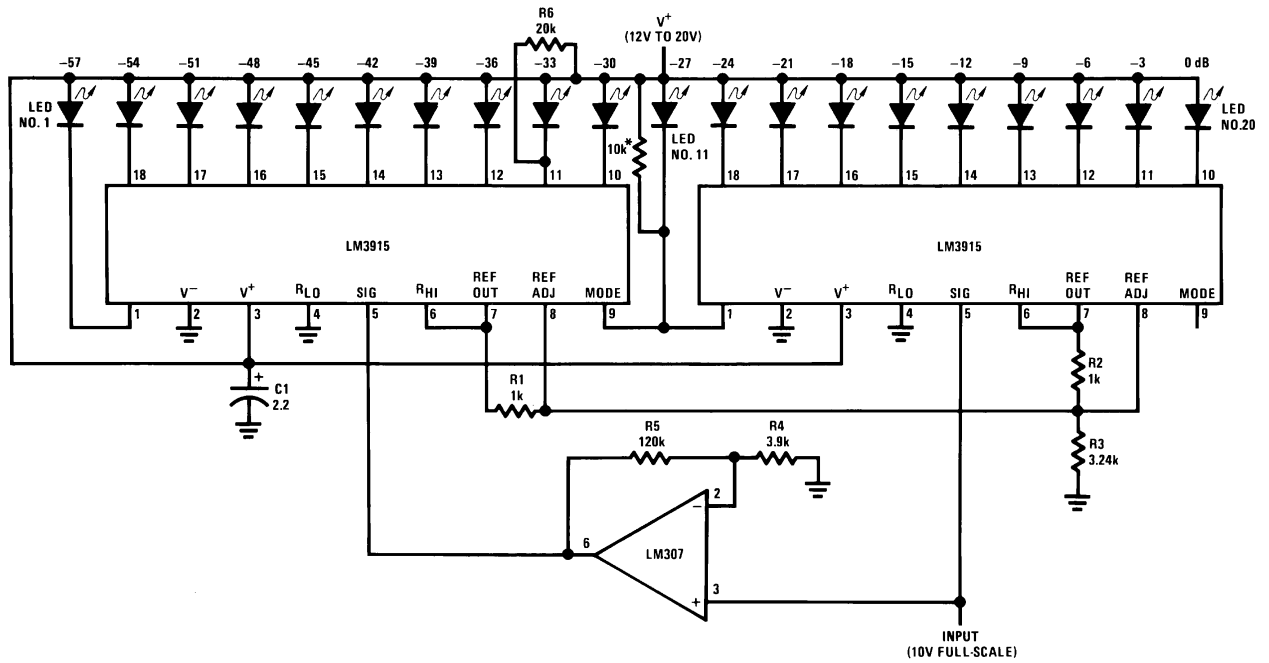 R6
20k
V+
(12V TO 20V)
−57 −54 −51 −48 −45 −42 −39 −36 −33 −30 −27 −24 −21 −18 −15 −12 −9 −6 −3 0 dB
LED
NO. 1
10k*
LED
NO. 11
LED
NO.20
18 17 16 15 14 13 12 11 10
18 17 16 15 14 13 12 11 10
LM3915
LM3915
V− V+ RLO SIG RHI REF OUT REF ADJ MODE
1 2 3 4 5 6 7 8 9
V− V+ RLO SIG RHI REF OUT REF ADJ MODE
1 2 3 4 5 6 7 8 9
+
C1
2.2
R1
1k
R2
1k
R3
3.24k
R5
120k
R4
3.9k
2
−
6
LM307
3
+
INPUT
(10V FULL-SCALE)